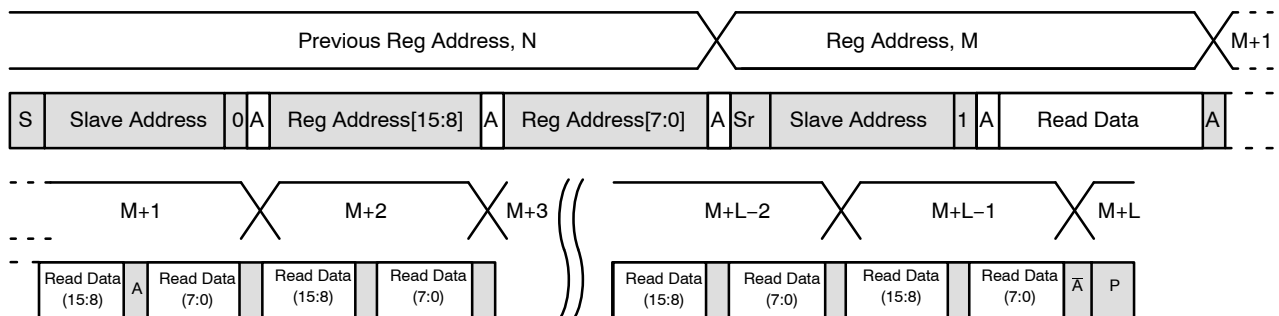 Previous Reg Address, N Reg Address, M M+1
S Slave Address 0 A Reg Address[15:8] A Reg Address[7:0] A Sr Slave Address 1 A Read Data A
M+1 M+2 M+3 M+L−2 M+L−1 M+L
Read Data A Read Data Read Data Read Data Read Data Read Data Read Data Read Data A̅ P
(15:8) (7:0) (15:8) (7:0) (15:8) (7:0) (15:8) (7:0)